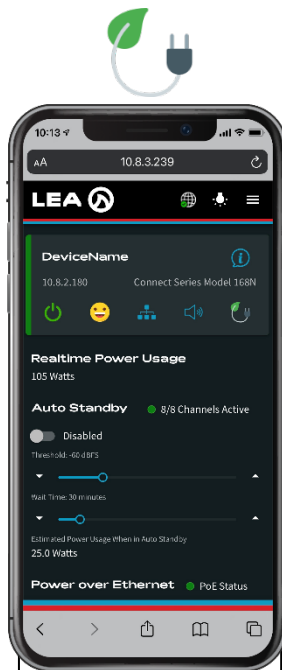 10:13
AA 10.8.3.239
LEA
DeviceName
10.8.2.180 Connect Series Model 168N
Realtime Power Usage
105 Watts
Auto Standby 8/8 Channels Active
Disabled
Threshold: -60 dBFS
Wait Time: 30 minutes
Estimated Power Usage When in Auto Standby
25.0 Watts
Power over Ethernet PoE Status